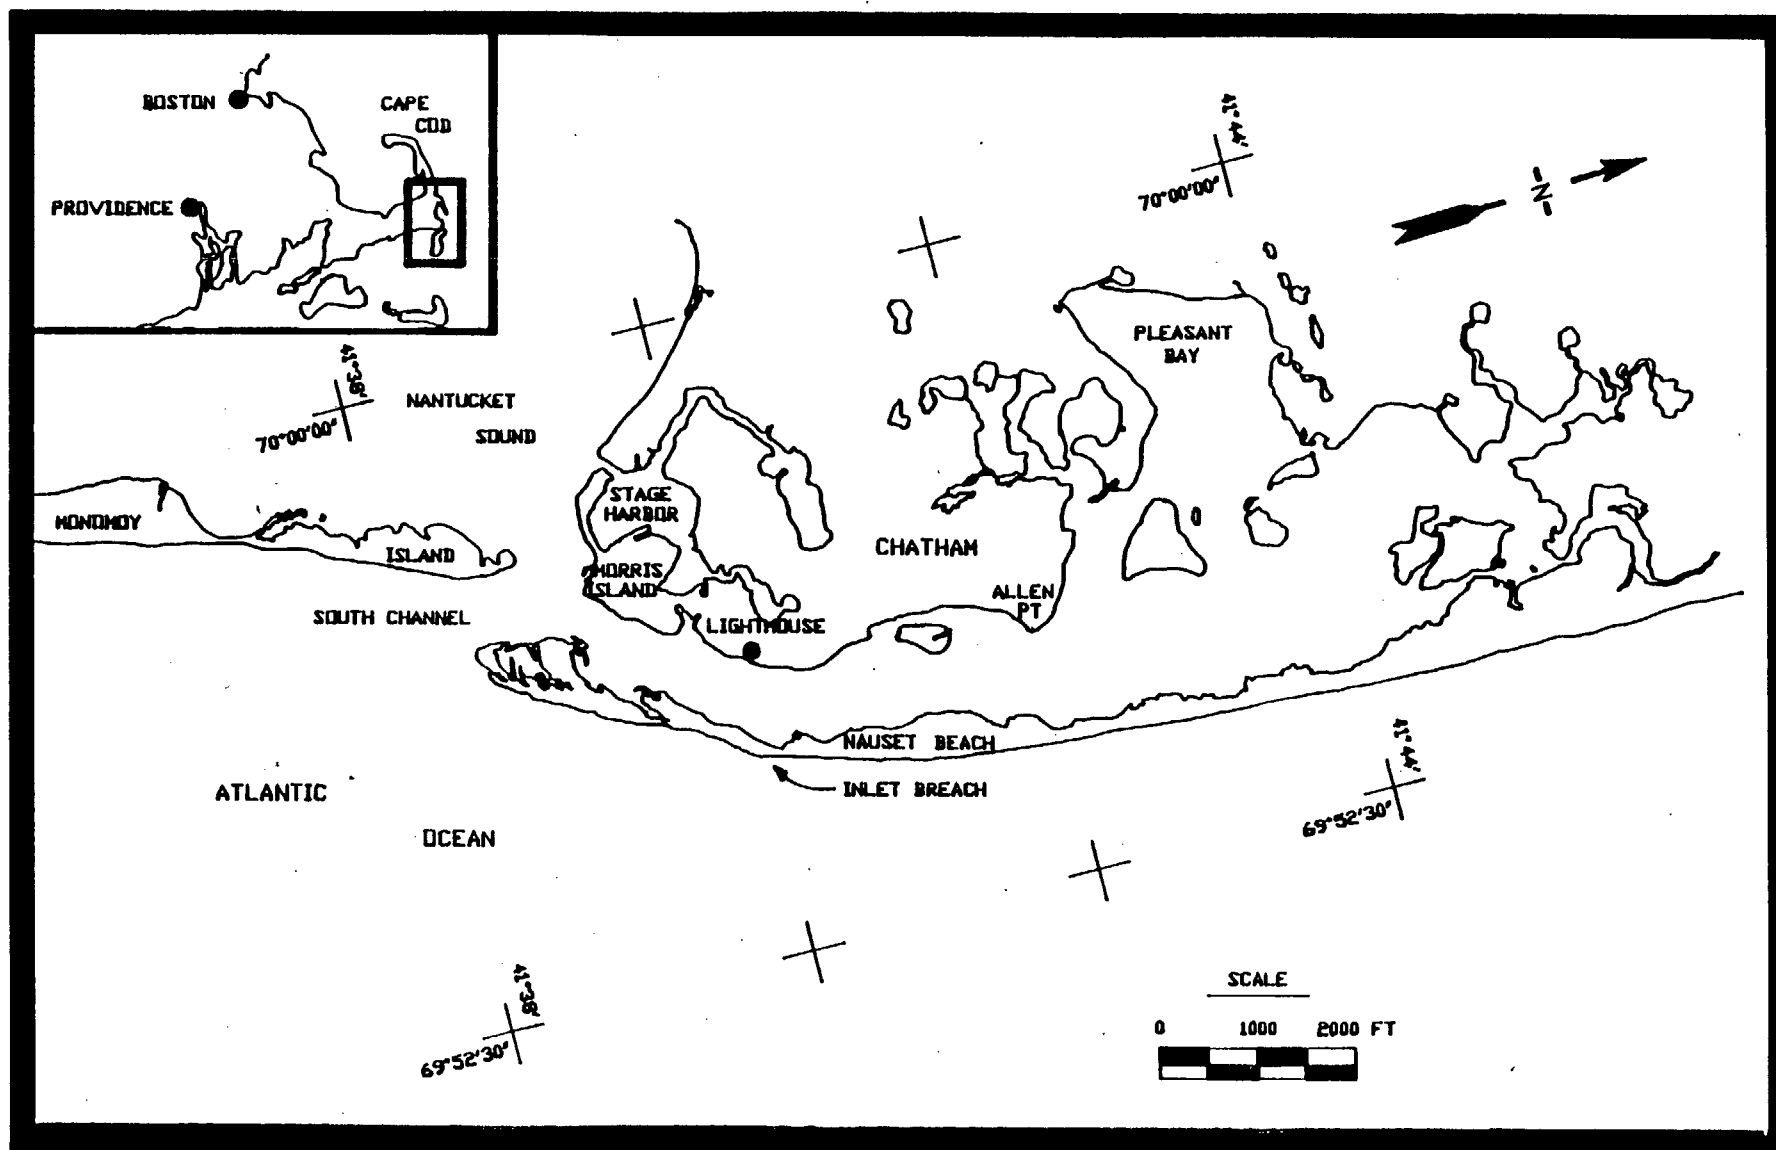 BOSTON
CAPE
COD
PROVIDENCE
41°44'
70°00'00"
-N-
PLEASANT
BAY
41°38'
70°00'00"
NANTUCKET
SOUND
STAGE
HARBOR
MONOMOY
ISLAND
MORRIS
ISLAND
CHATHAM
ALLEN
PT
SOUTH CHANNEL
LIGHTHOUSE
NAUSET BEACH
INLET BREACH
41°44'
69°52'30"
ATLANTIC
OCEAN
41°38'
69°52'30"
SCALE
0 1000 2000 FT